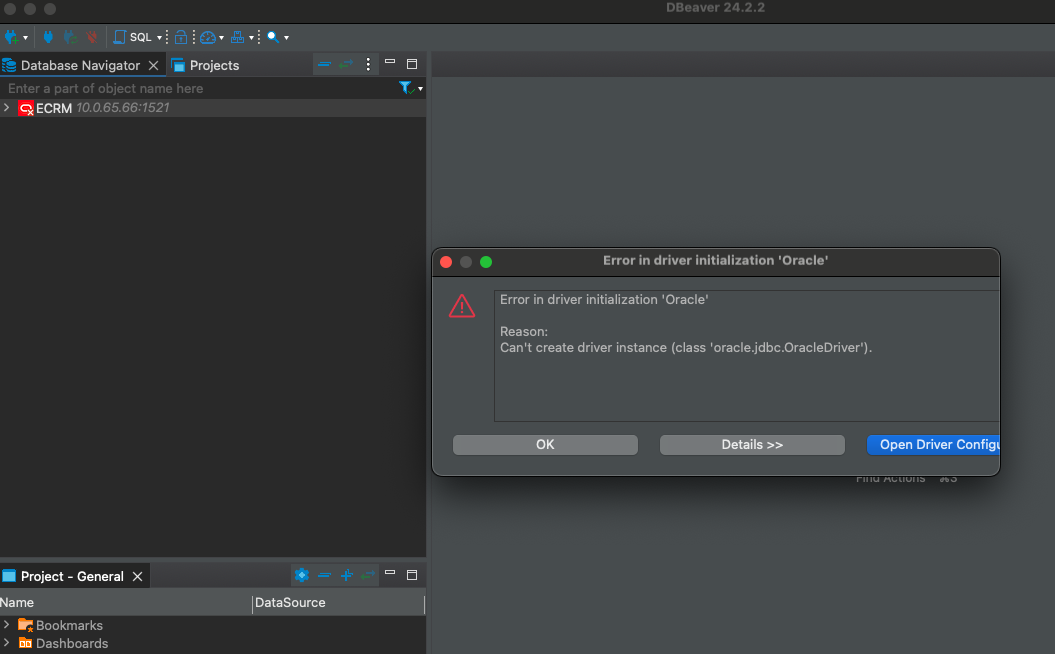 DBeaver 24.2.2
SQL
Database Navigator
Projects
Enter a part of object name here
ECRM 10.0.65.66:1521
Error in driver initialization 'Oracle'
Error in driver initialization 'Oracle'
Reason:
Can't create driver instance (class 'oracle.jdbc.OracleDriver').
OK
Details >>
Open Driver Configu
Find Actions ⌘3
Project - General
Name
DataSource
Bookmarks
Dashboards